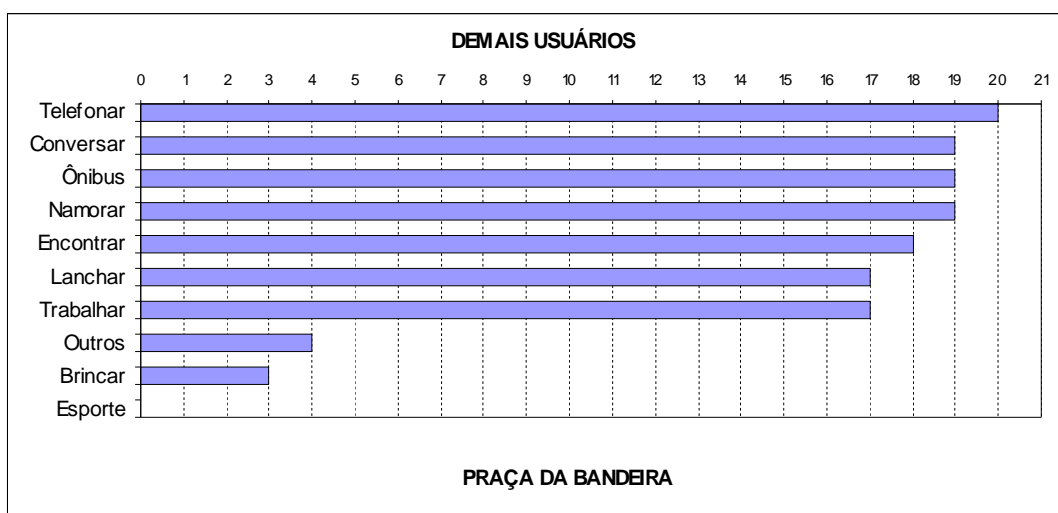 DEMAIS USUÁRIOS
0 1 2 3 4 5 6 7 8 9 10 11 12 13 14 15 16 17 18 19 20 21
Telefonar
Conversar
Ônibus
Namorar
Encontrar
Lanchar
Trabalhar
Outros
Brincar
Esporte
PRAÇA DA BANDEIRA